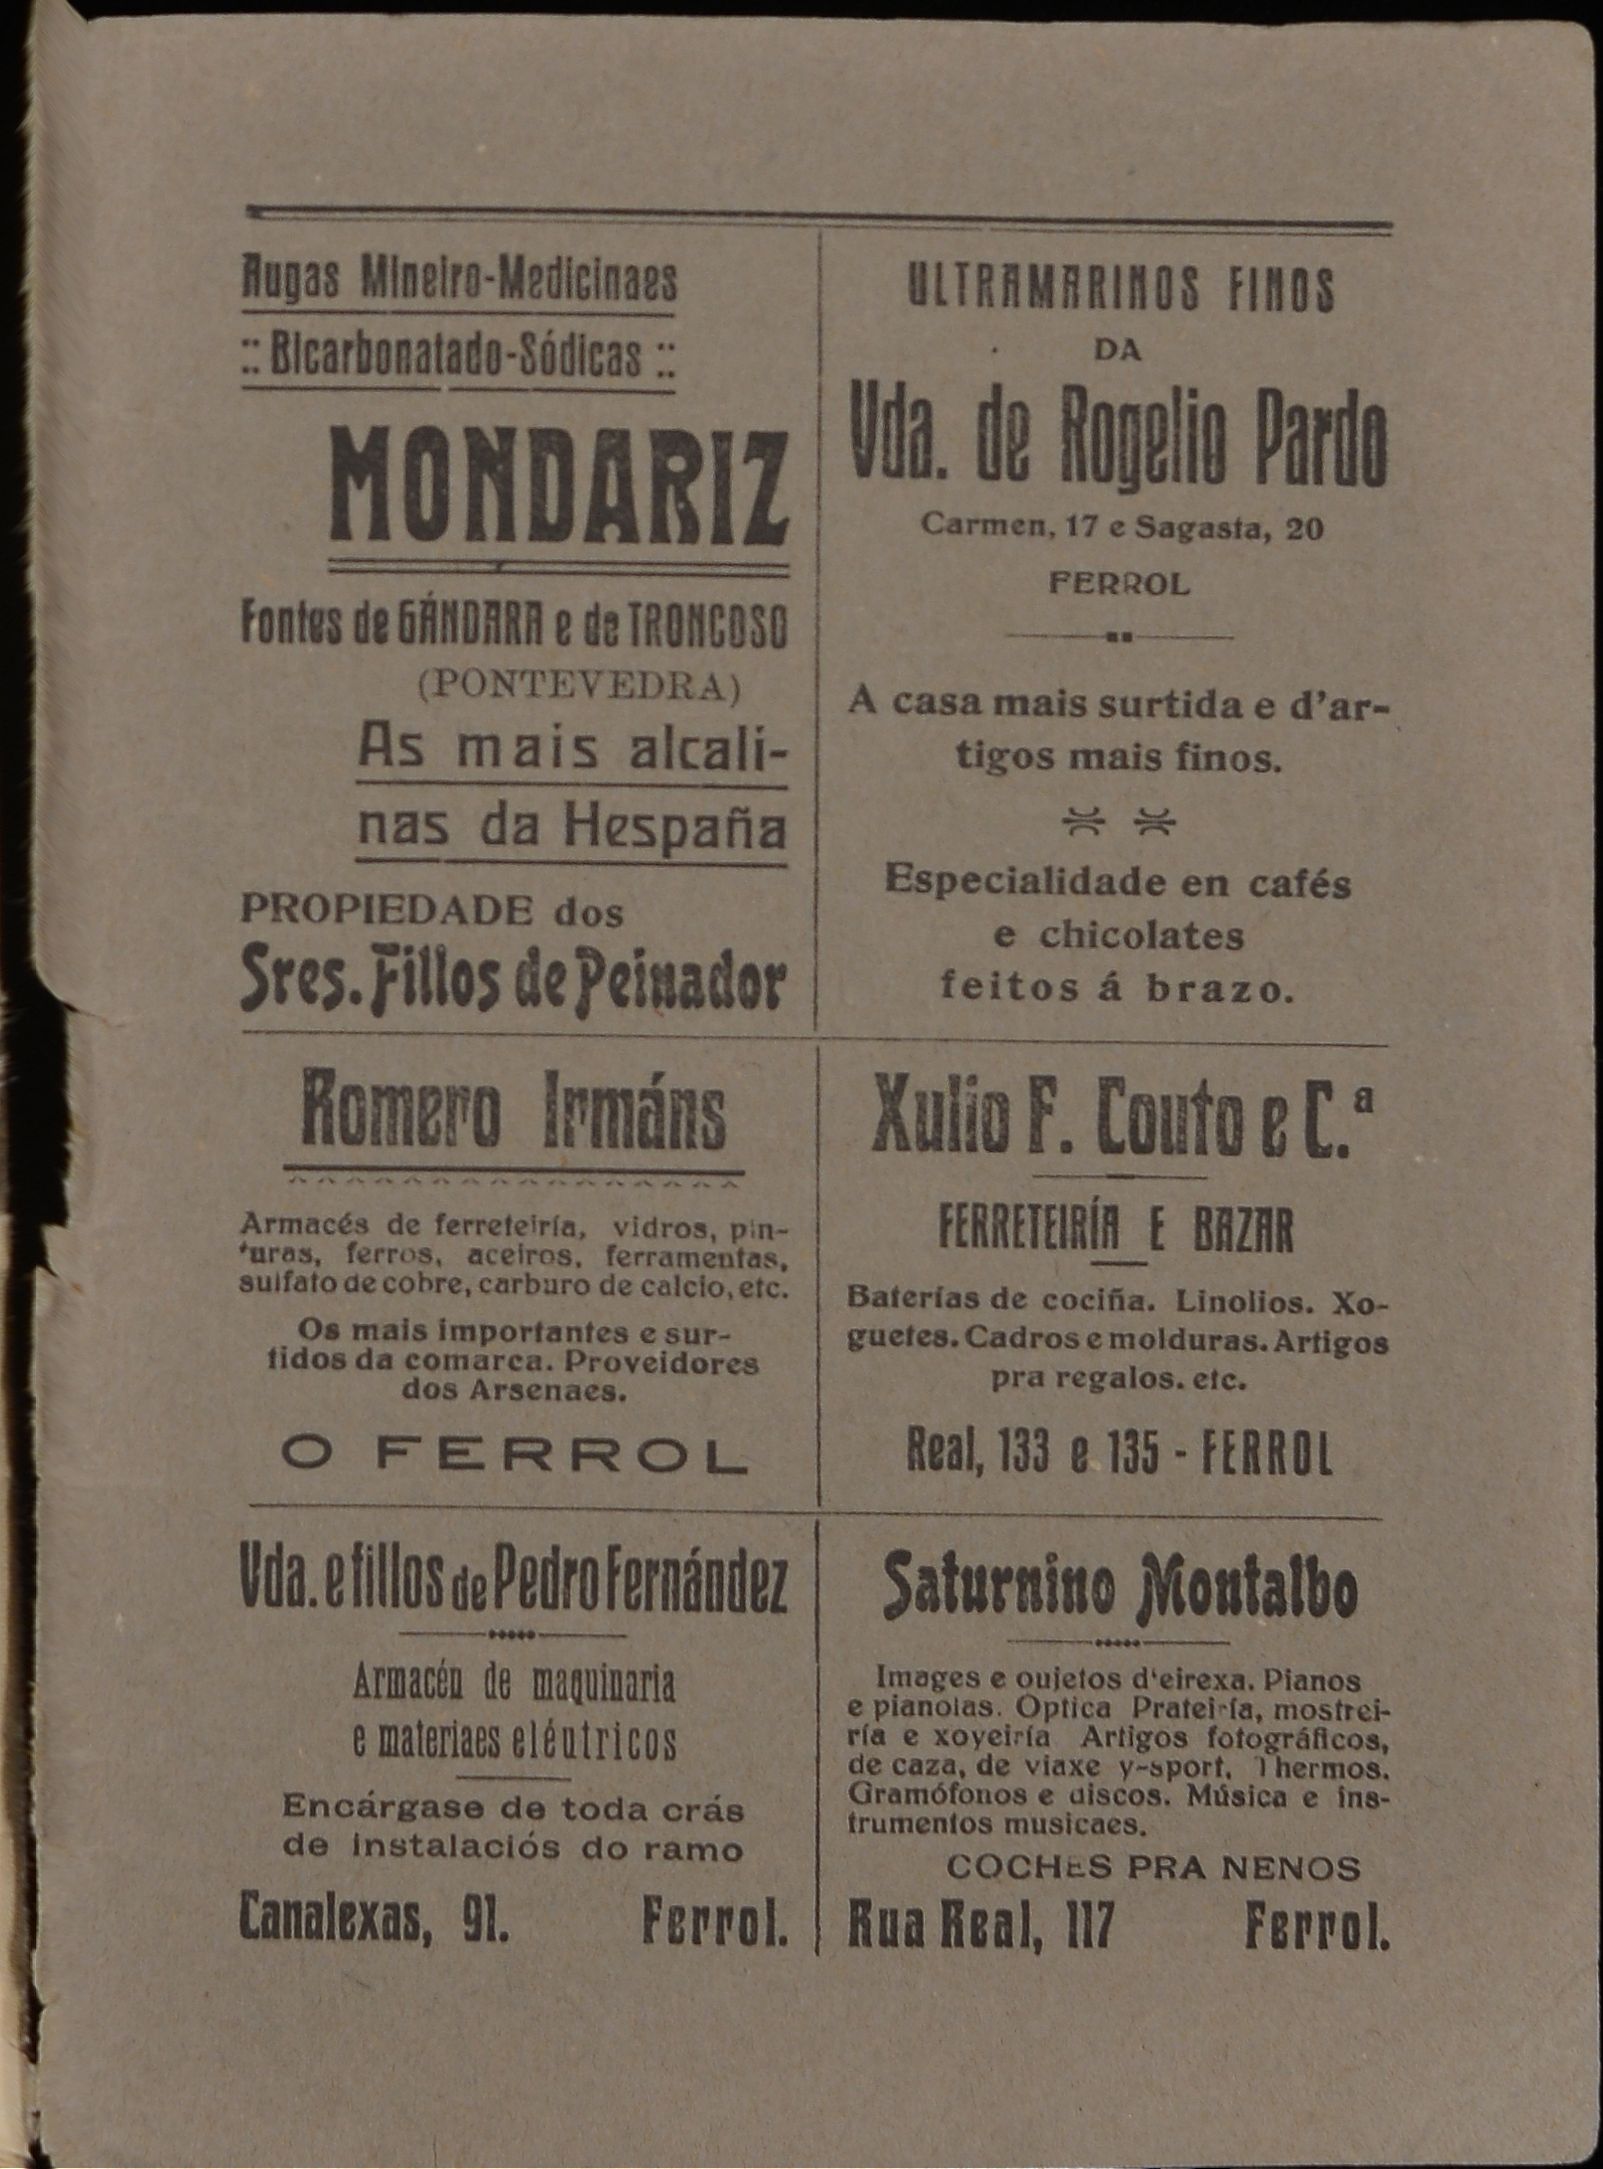 Augas Mineiro-Medicinaes
:: Bicarbonatado-Sódicas ::
MONDARIZ
Fontes de GÁNDARA e de TRONCOSO
(PONTEVEDRA)
As mais alcali-
nas da Hespaña
PROPIEDADE dos
Sres. Fillos de Peinador
ULTRAMARINOS FINOS
DA
Vda. de Rogelio Pardo
Carmen, 17 e Sagasta, 20
FERROL
A casa mais surtida e d'ar-
tigos mais finos.
Especialidade en cafés
e chicolates
feitos á brazo.
Romero Irmáns
Armacés de ferreteiría, vidros, pin-
turas, ferros, aceiros, ferramentas,
sulfato de cobre, carburo de calcio, etc.
Os mais importantes e sur-
tidos da comarca. Proveidores
dos Arsenaes.
O FERROL
Xulio F. Couto e C.ª
FERRETEIRÍA E BAZAR
Baterías de cociña. Linolios. Xo-
guetes. Cadros e molduras. Artigos
pra regalos. etc.
Real, 133 e 135 - FERROL
Vda. e fillos de Pedro Fernández
Armacén de maquinaria
e materiaes eléutricos
Encárgase de toda crás
de instalaciós do ramo
Canalexas, 91. Ferrol.
Saturnino Montalbo
Images e oujetos d'eirexa. Pianos
e pianolas. Optica Prateiría, mostrei-
ría e xoyeiría Artigos fotográficos,
de caza, de viaxe y-sport. Thermos.
Gramófonos e discos. Música e ins-
trumentos musicaes.
COCHES PRA NENOS
Rua Real, 117 Ferrol.